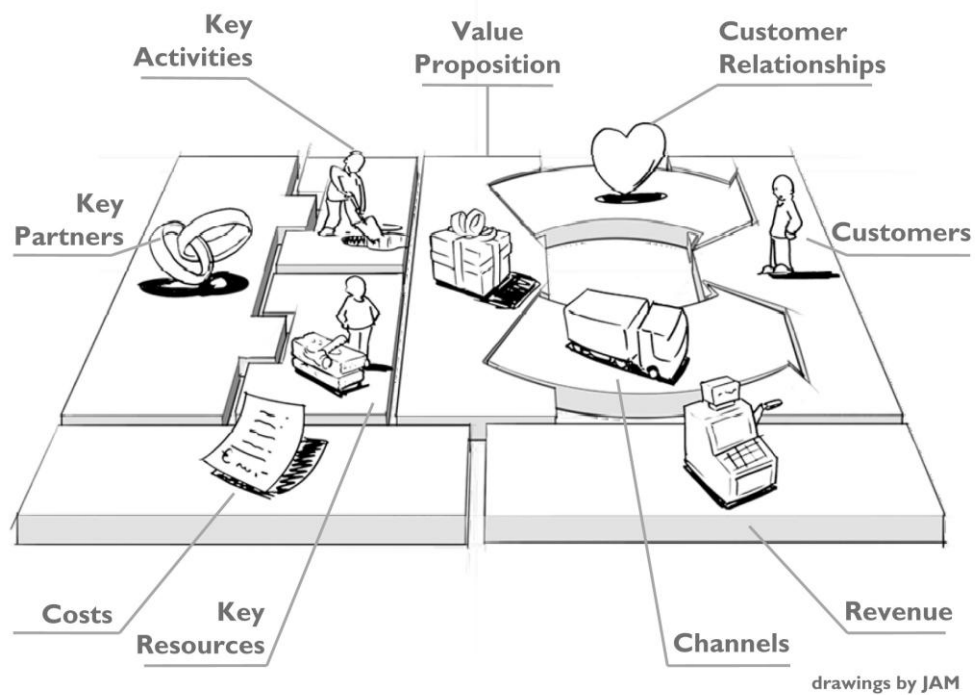 Key
Activities
Value
Proposition
Customer
Relationships
Key
Partners
Customers
Costs
Key
Resources
Channels
Revenue
drawings by JAM